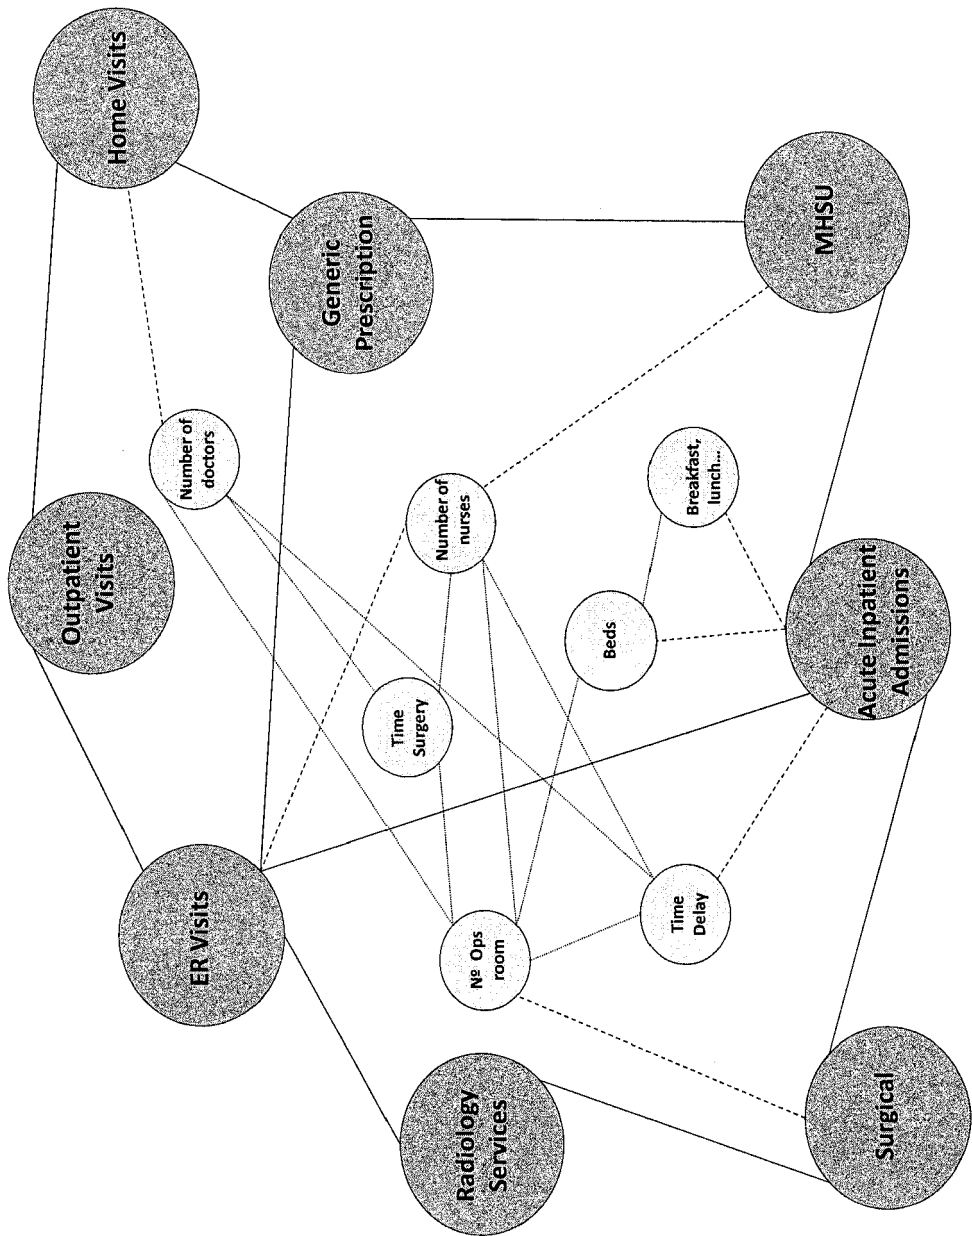 Home Visits
Outpatient
Visits
Generic
Prescription
Number of
doctors
ER Visits
Number of
nurses
Time
Surgery
MHSU
Breakfast,
lunch...
Beds
Nº Ops
room
Time
Delay
Acute Inpatient
Admissions
Radiology
Services
Surgical